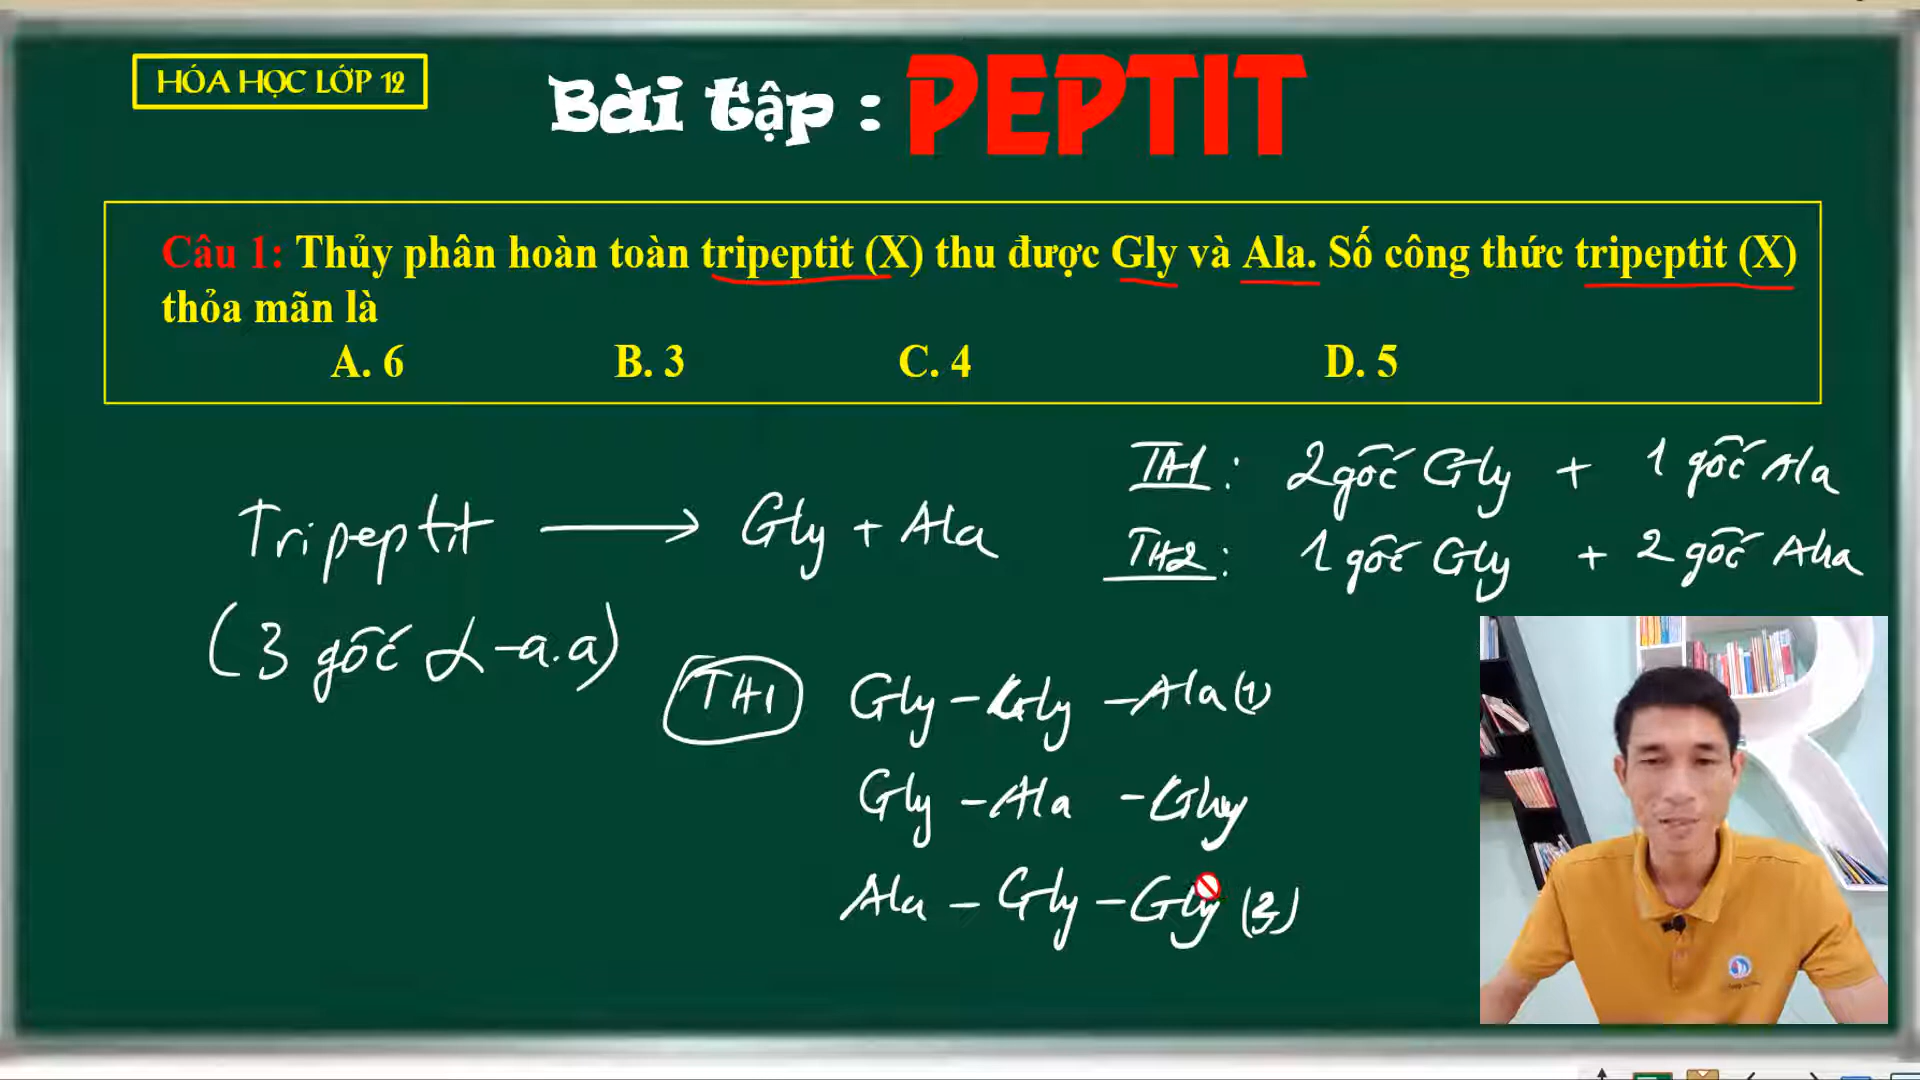 HÓA HỌC LỚP 12
Bài tập : PEPTIT
Câu 1: Thủy phân hoàn toàn tripeptit (X) thu được Gly và Ala. Số công thức tripeptit (X)
thỏa mãn là
A. 6 B. 3 C. 4 D. 5
TH1 : 2 gốc Gly + 1 gốc Ala
Tripeptit ⟶ Gly + Ala
TH2 : 1 gốc Gly + 2 gốc Ala
(3 gốc α -a.a)
TH1 Gly - Gly - Ala (1)
Gly - Ala - Gly
Ala - Gly - Gly (3)